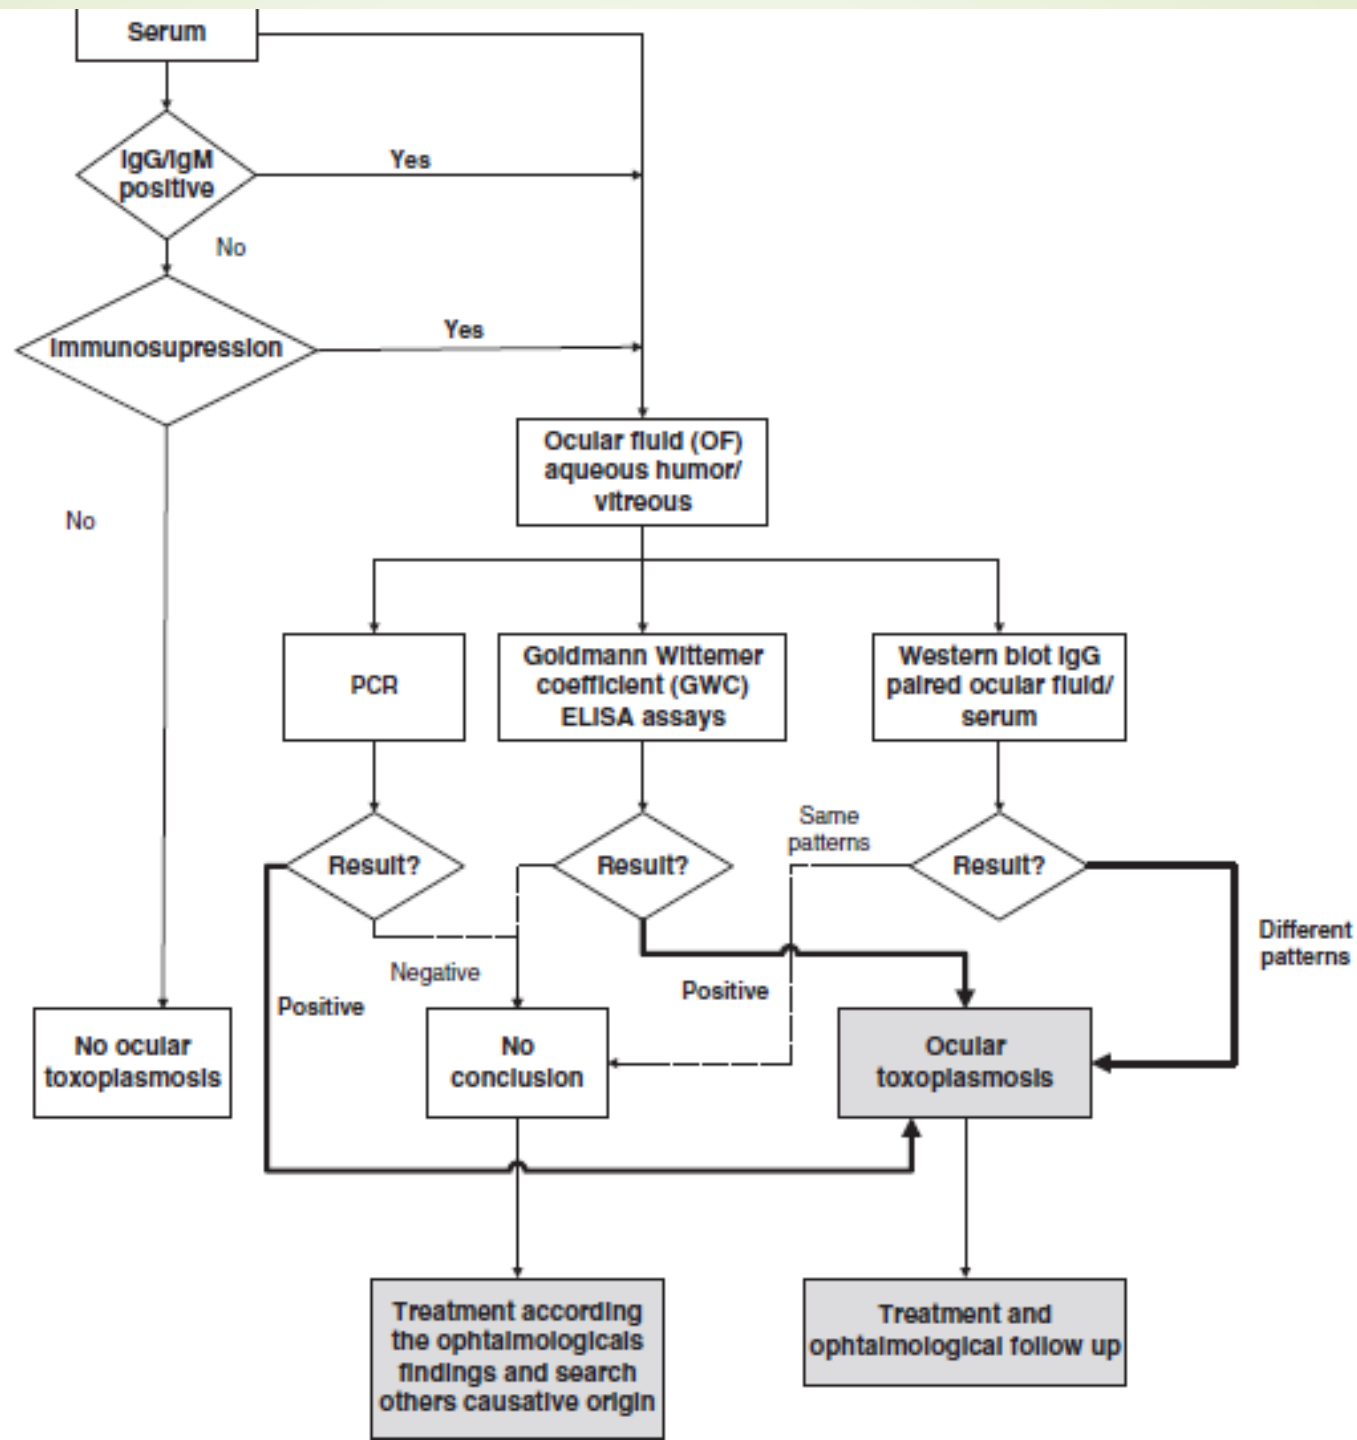 Serum
IgG/IgM
positive
Yes
No
Immunosupression
Yes
No
Ocular fluid (OF)
aqueous humor/
vitreous
PCR
Goldmann Wittemer
coefficient (GWC)
ELISA assays
Western blot IgG
paired ocular fluid/
serum
Result?
Result?
Same
patterns
Result?
Different
patterns
Negative
Positive
Positive
No ocular
toxoplasmosis
No
conclusion
Ocular
toxoplasmosis
Treatment according
the ophtalmologicals
findings and search
others causative origin
Treatment and
ophtalmological follow up